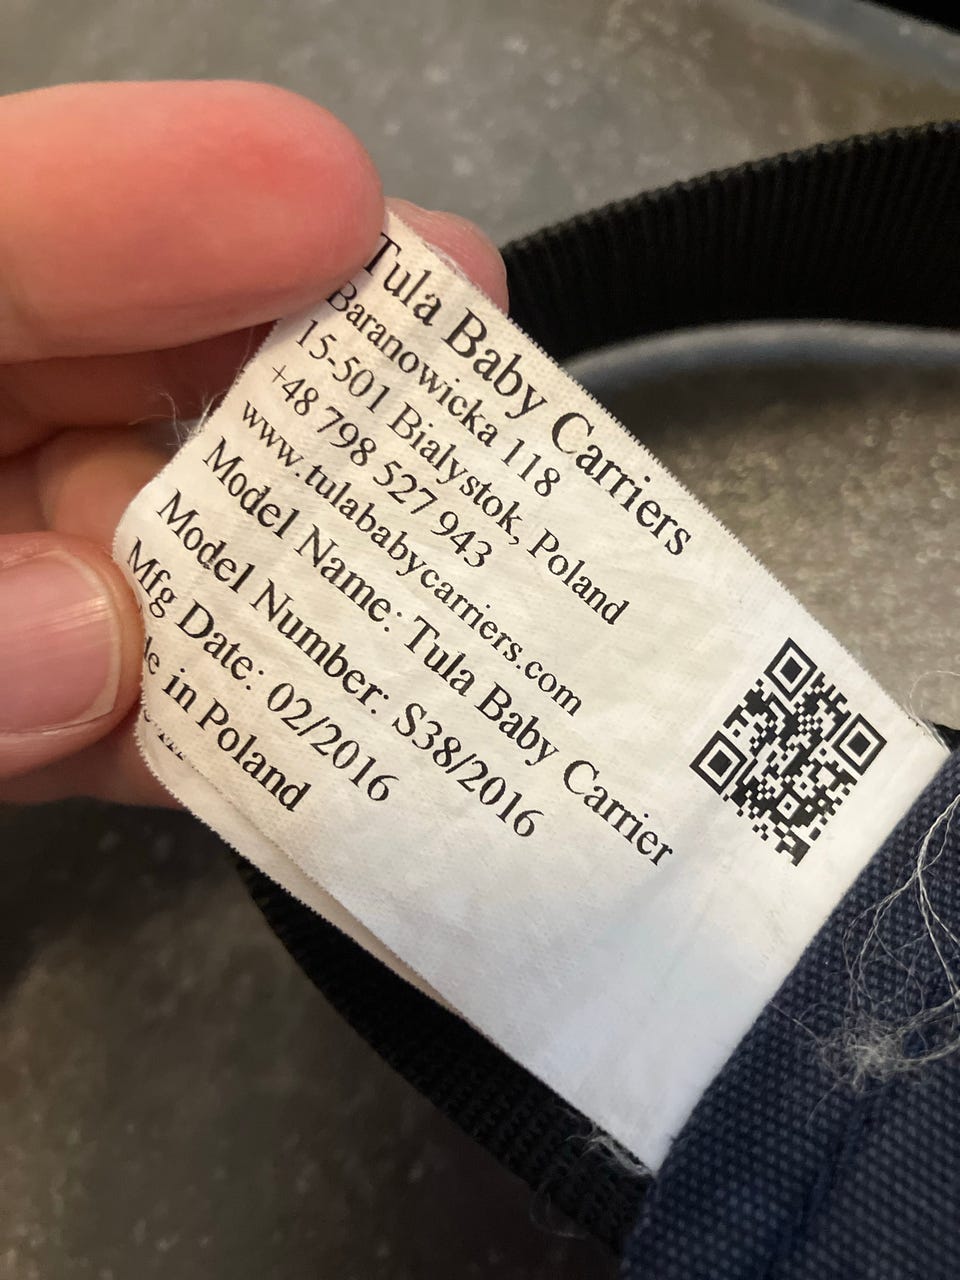 Tula Baby Carriers
Baranowicka 118
15-501 Bialystok, Poland
+48 798 527 943
www.tulababycarriers.com
Model Name: Tula Baby Carrier
Model Number: S38/2016
Mfg Date: 02/2016
de in Poland